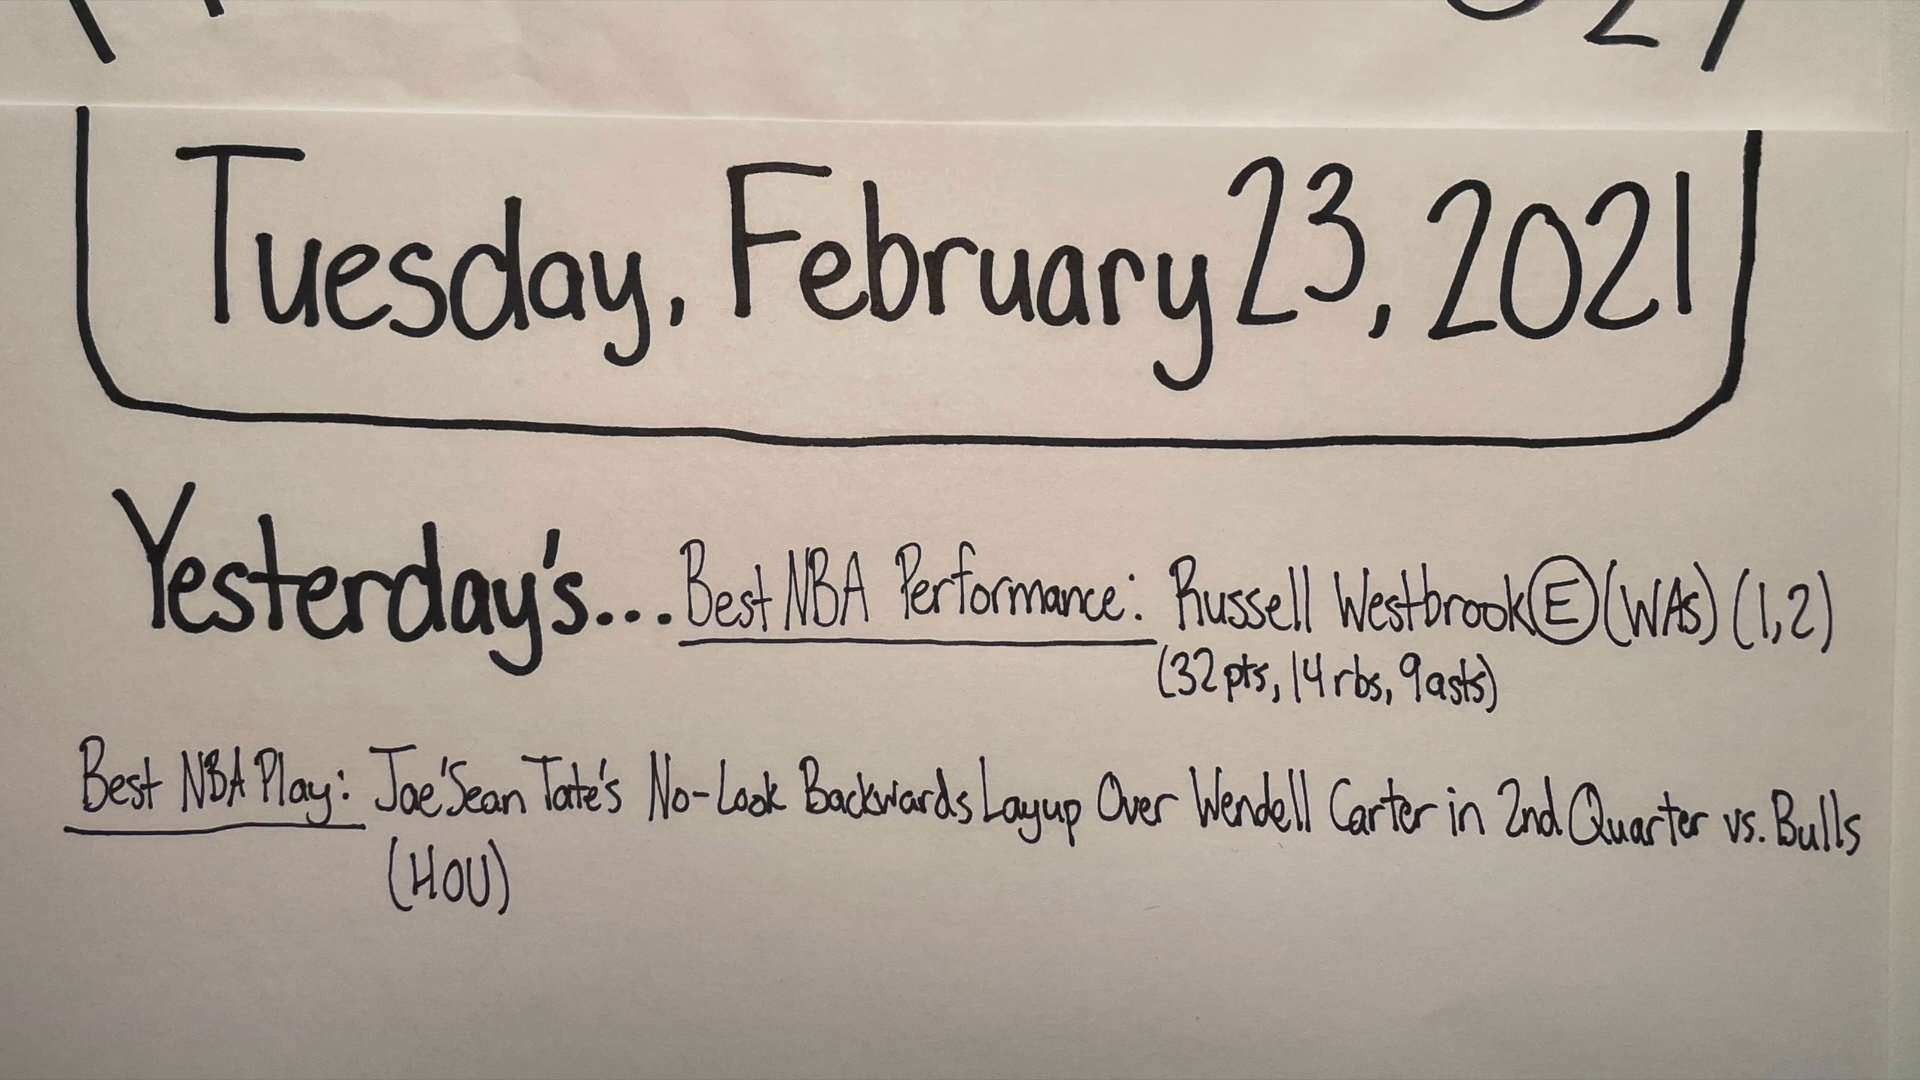 Tuesday, February 23, 2021
Yesterday's... Best NBA Performance: Russell Westbrook Ⓔ (WAS) (1,2)
(32 pts, 14 rbs, 9 asts)
Best NBA Play: Jae'Sean Tate's No-Look Backwards Layup Over Wendell Carter in 2nd Quarter vs. Bulls
(HOU)